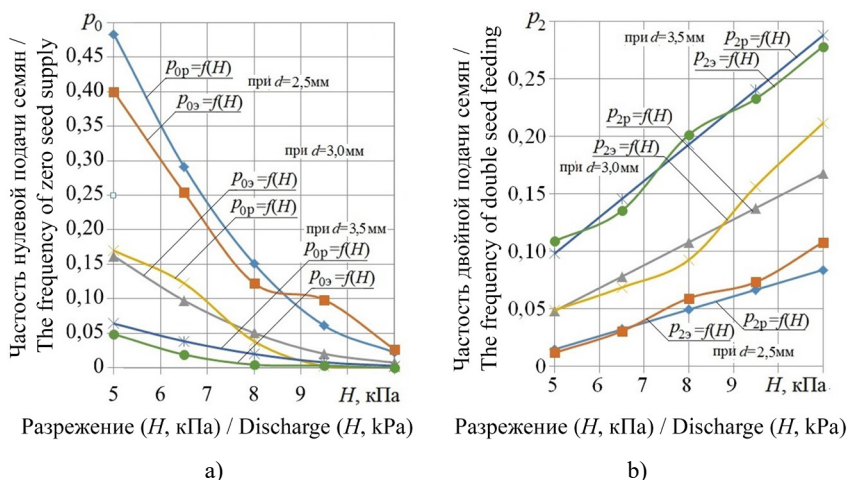 p0
0,50
0,45
0,40
0,35
0,30
0,25
0,20
0,15
0,10
0,05
0
5
6
7
8
9
H, кПа
p0р=f(H)
при d=2,5мм
p0э=f(H)
при d=3,0мм
p0э=f(H)
p0р=f(H)
при d=3,5мм
p0р=f(H)
p0э=f(H)
Частость нулевой подачи семян /
The frequency of zero seed supply
Разрежение (H, кПа) / Discharge (H, kPa)
а)
p2
0,25
0,20
0,15
0,10
0,05
0
5
6
7
8
9
H, кПа
при d=3,5мм
p2р=f(H)
p2э=f(H)
p2р=f(H)
p2э=f(H)
при d=3,0мм
p2р=f(H)
p2э=f(H)
при d=2,5мм
Частость двойной подачи семян /
The frequency of double seed feeding
Разрежение (H, кПа) / Discharge (H, kPa)
b)